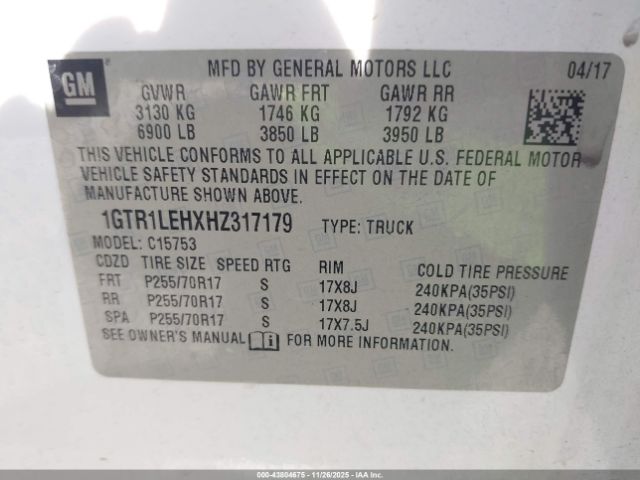 GM
MFD BY GENERAL MOTORS LLC 04/17
GVWR GAWR FRT GAWR RR
3130 KG 1746 KG 1792 KG
6900 LB 3850 LB 3950 LB
THIS VEHICLE CONFORMS TO ALL APPLICABLE U.S. FEDERAL MOTOR
VEHICLE SAFETY STANDARDS IN EFFECT ON THE DATE OF
MANUFACTURE SHOWN ABOVE.
1GTR1LEHXHZ317179 TYPE: TRUCK
MODEL: C15753
CDZD TIRE SIZE SPEED RTG RIM COLD TIRE PRESSURE
FRT P255/70R17 S 17X8J 240KPA(35PSI)
RR P255/70R17 S 17X8J 240KPA(35PSI)
SPA P255/70R17 S 17X7.5J 240KPA(35PSI)
SEE OWNER'S MANUAL FOR MORE INFORMATION.
000-43804675 - 11/26/2025 - IAAI.COM